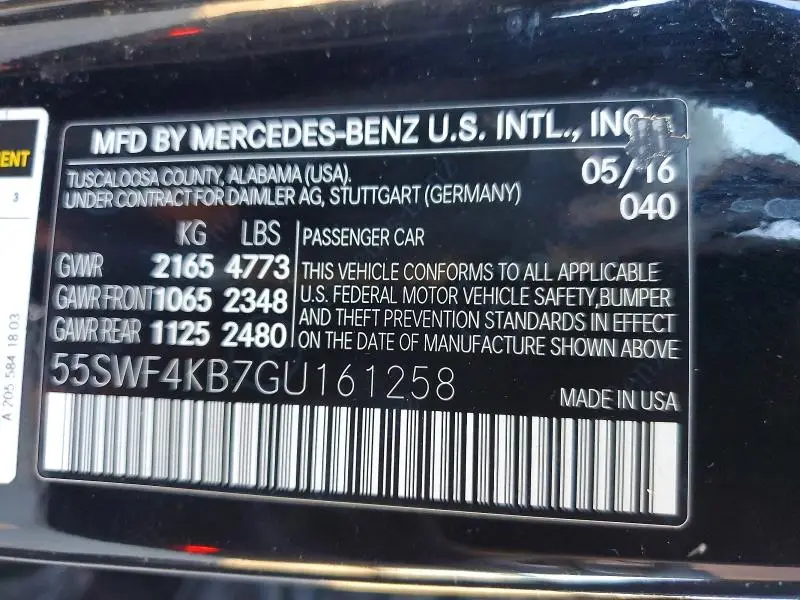 MFD BY MERCEDES-BENZ U.S. INTL., INC.
TUSCALOOSA COUNTY, ALABAMA (USA).
05/16
UNDER CONTRACT FOR DAIMLER AG, STUTTGART (GERMANY)
040
KG LBS
GVWR 2165 4773
GAWR FRONT 1065 2348
GAWR REAR 1125 2480
PASSENGER CAR
THIS VEHICLE CONFORMS TO ALL APPLICABLE
U.S. FEDERAL MOTOR VEHICLE SAFETY,BUMPER
AND THEFT PREVENTION STANDARDS IN EFFECT
ON THE DATE OF MANUFACTURE SHOWN ABOVE
55SWF4KB7GU161258
MADE IN USA
ENT
3
A 205 584 18 03